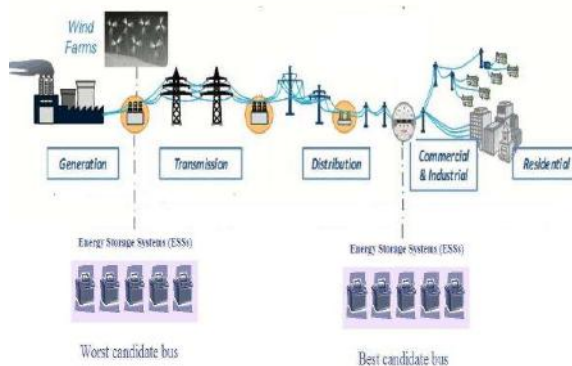 Wind
Farms
Generation
Transmission
Distribution
Commercial
& Industrial
Residential
Energy Storage Systems (ESSs)
Energy Storage Systems (ESSs)
Worst candidate bus
Best candidate bus